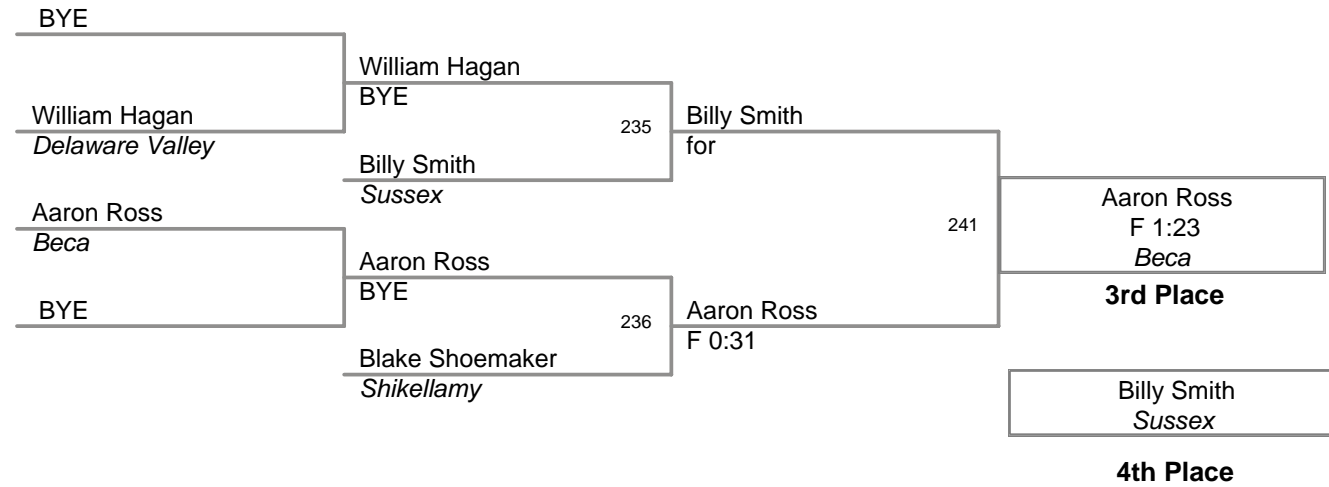 BYE
William Hagan
BYE
William Hagan
Delaware Valley
235
Billy Smith
for
Billy Smith
Sussex
Aaron Ross
Beca
241
Aaron Ross
F 1:23
Beca
3rd Place
Aaron Ross
BYE
BYE
236
Aaron Ross
F 0:31
Blake Shoemaker
Shikellamy
Billy Smith
Sussex
4th Place